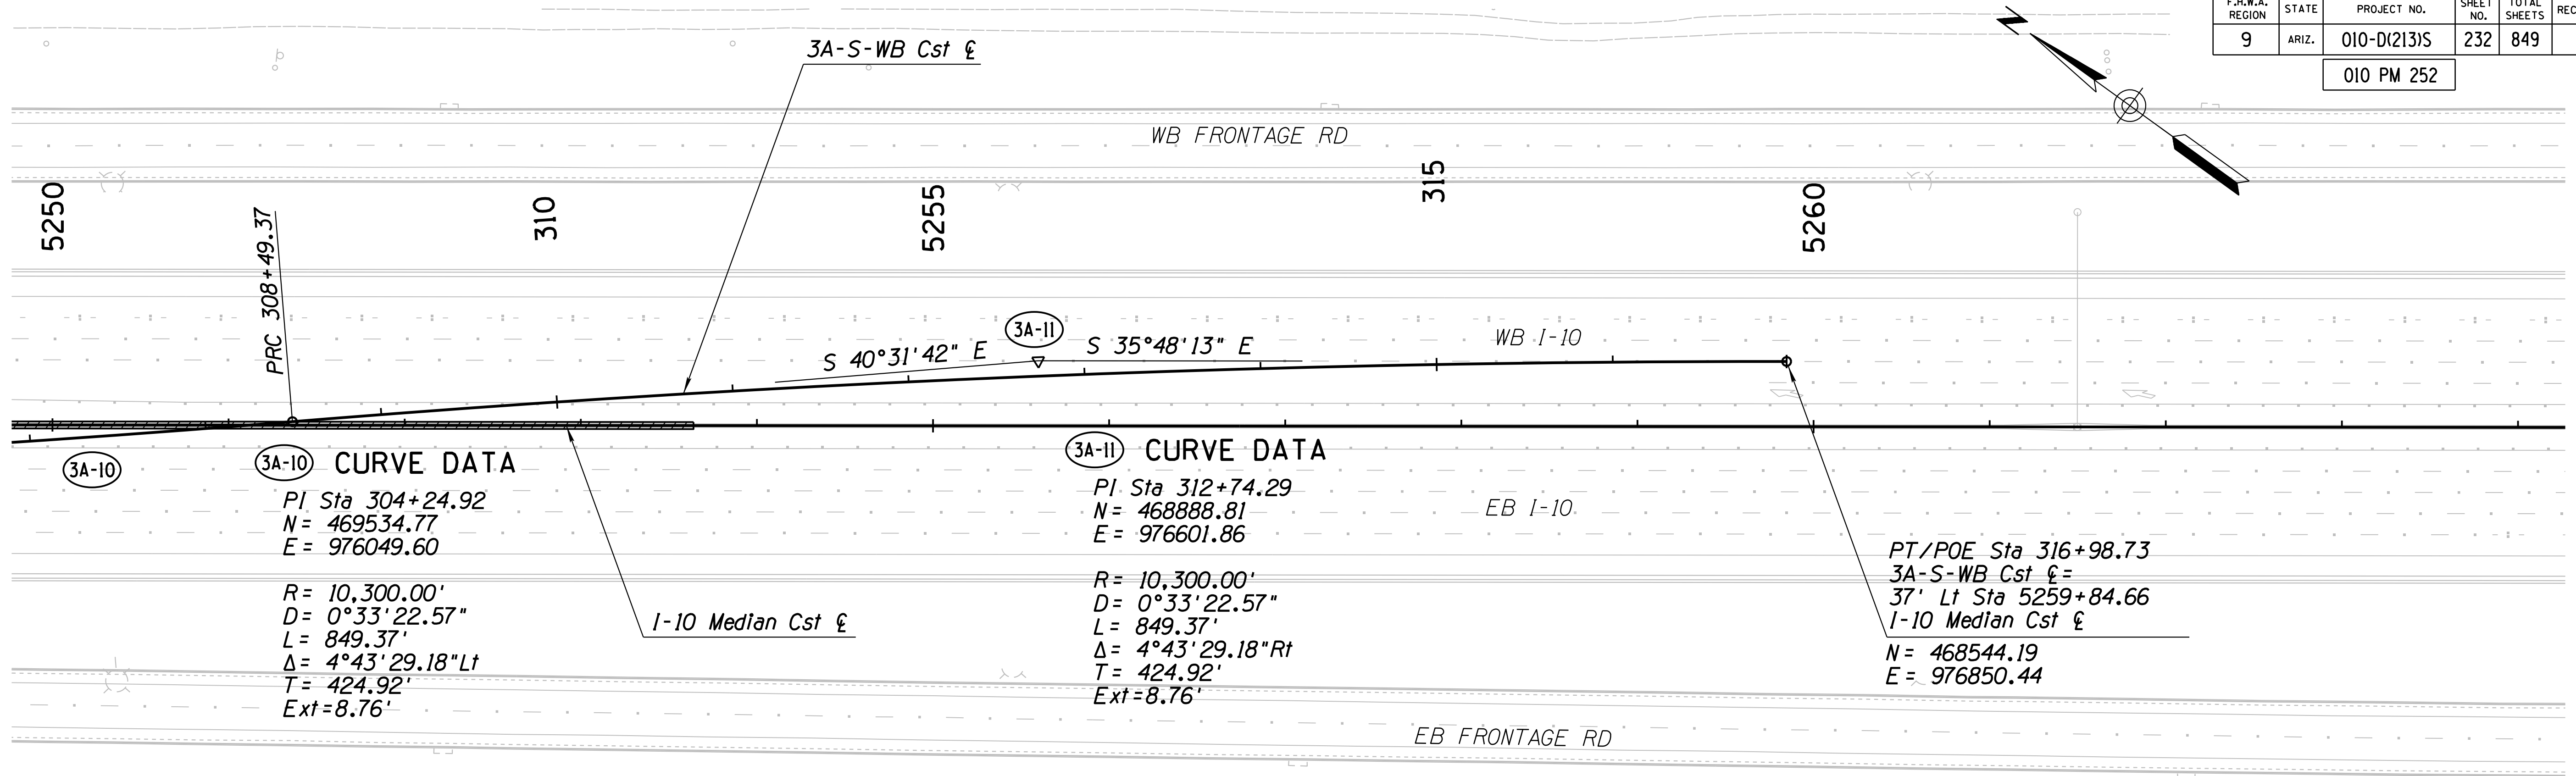 F.H.W.A. REGION STATE PROJECT NO. SHEET NO. TOTAL SHEETS REC
9 ARIZ. 010-D(213)S 232 849
010 PM 252
N
3A-S-WB Cst ℄
WB FRONTAGE RD
5250
310
5255
315
5260
PRC 308+49.37
3A-11
S 40°31'42" E
S 35°48'13" E
WB I-10
3A-10
3A-10 CURVE DATA
PI Sta 304+24.92
N= 469534.77
E= 976049.60
R= 10,300.00'
D= 0°33'22.57"
L= 849.37'
Δ= 4°43'29.18"Lt
T= 424.92'
Ext=8.76'
I-10 Median Cst ℄
3A-11 CURVE DATA
PI Sta 312+74.29
N= 468888.81
E= 976601.86
R= 10,300.00'
D= 0°33'22.57"
L= 849.37'
Δ= 4°43'29.18"Rt
T= 424.92'
Ext=8.76'
EB I-10
PT/POE Sta 316+98.73
3A-S-WB Cst ℄=
37' Lt Sta 5259+84.66
I-10 Median Cst ℄
N= 468544.19
E= 976850.44
EB FRONTAGE RD